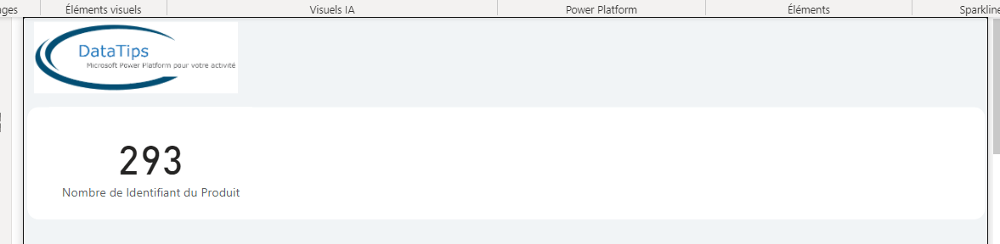 ges Éléments visuels Visuels IA Power Platform Éléments Sparkline
DataTips
Microsoft Power Platform pour votre activité
293
Nombre de Identifiant du Produit